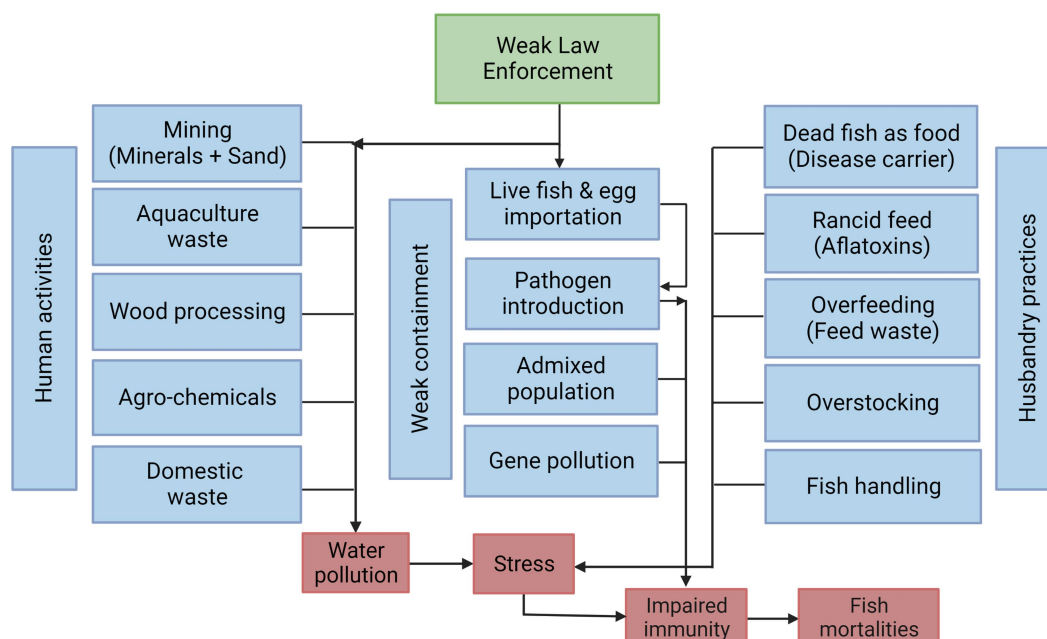 Weak Law
Enforcement
Human activities
Mining
(Minerals + Sand)
Aquaculture
waste
Wood processing
Agro-chemicals
Domestic
waste
Weak containment
Live fish & egg
importation
Pathogen
introduction
Admixed
population
Gene pollution
Dead fish as food
(Disease carrier)
Rancid feed
(Aflatoxins)
Overfeeding
(Feed waste)
Overstocking
Fish handling
Husbandry practices
Water
pollution
Stress
Impaired
immunity
Fish
mortalities